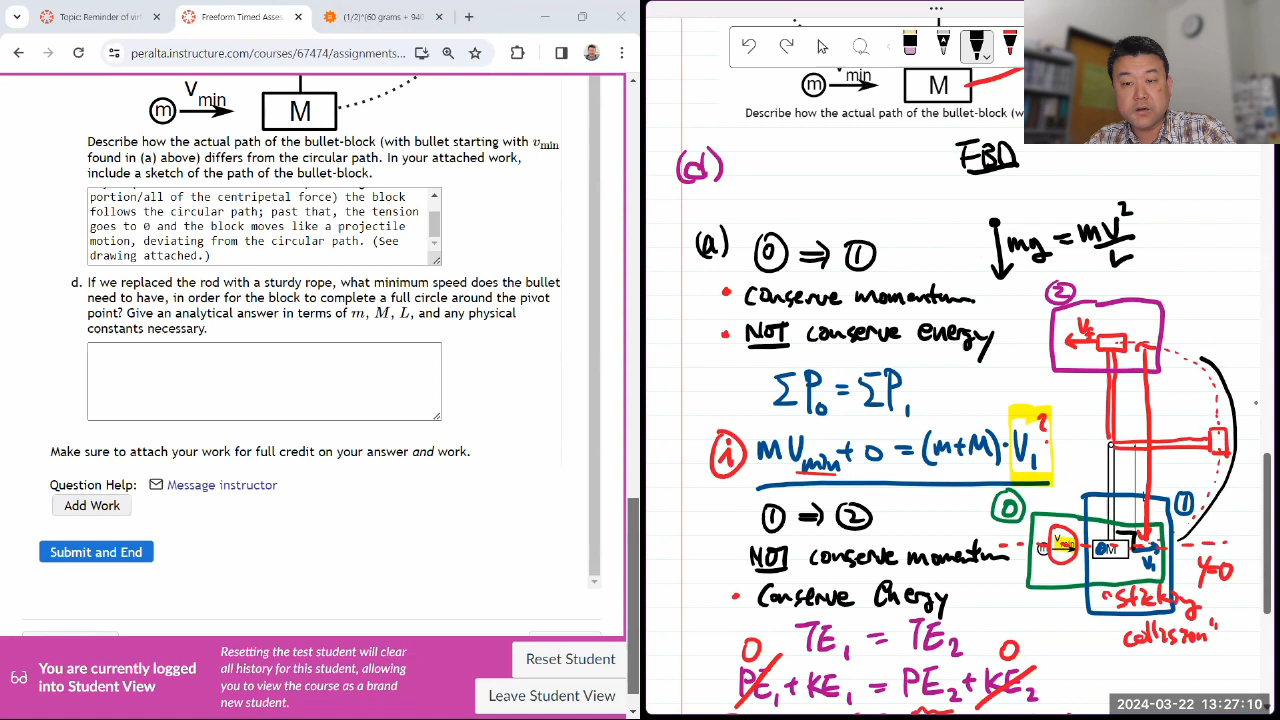 Topic: Reminder of virt
Freeform Timed Asses
(1/2)*(60 grams + 940
peralta.instructure.com/cour
74/assignments...
V
min
m
M
Describe how the actual path of the bullet-block (with bullet starting with vmin
found in (a) above) differs from the circular path. In your attached work,
include a sketch of the path of the bullet-block.
portion/all of the centripetal force) the block
follows the circular path; past that, the tension
goes to 0 and the block moves like a projectile
motion, deviating from the circular path. (See
drawing attached.)
d. If we replaced the rod with a sturdy rope, what minimum speed does the bullet
need to have, in order for the block to complete a full circle around the pivot
point? Give an analytical answer in terms of m, M, L, and any physical
constants necessary.
Make sure to attach your work for full credit on your answer and work.
Question Help: Message instructor
Add Work
Submit and End
You are currently logged
into Student View
Resetting the test student will clear
all history for this student, allowing
you to view the course as a brand
new student.
Reset Student
Leave Student View
m
min
M
Describe how the actual path of the bullet-block (w
(d)
FBD
(a) ⓪ ⇒ ①
mg = mv²/L
• Conserve momentum
• NOT conserve energy
②
V₂
ΣP₀ = ΣP₁
i mVmin + 0 = (m+M)·V₁ ?
① ⇒ ②
⓪
①
NOT conserve momentum
m
vmin
M
V₁
y=0
• Conserve Energy
"sticking
collision"
TE₁ = TE₂
0
0
PE₁ + KE₁ = PE₂ + KE₂
2024-03-22 13:27:10